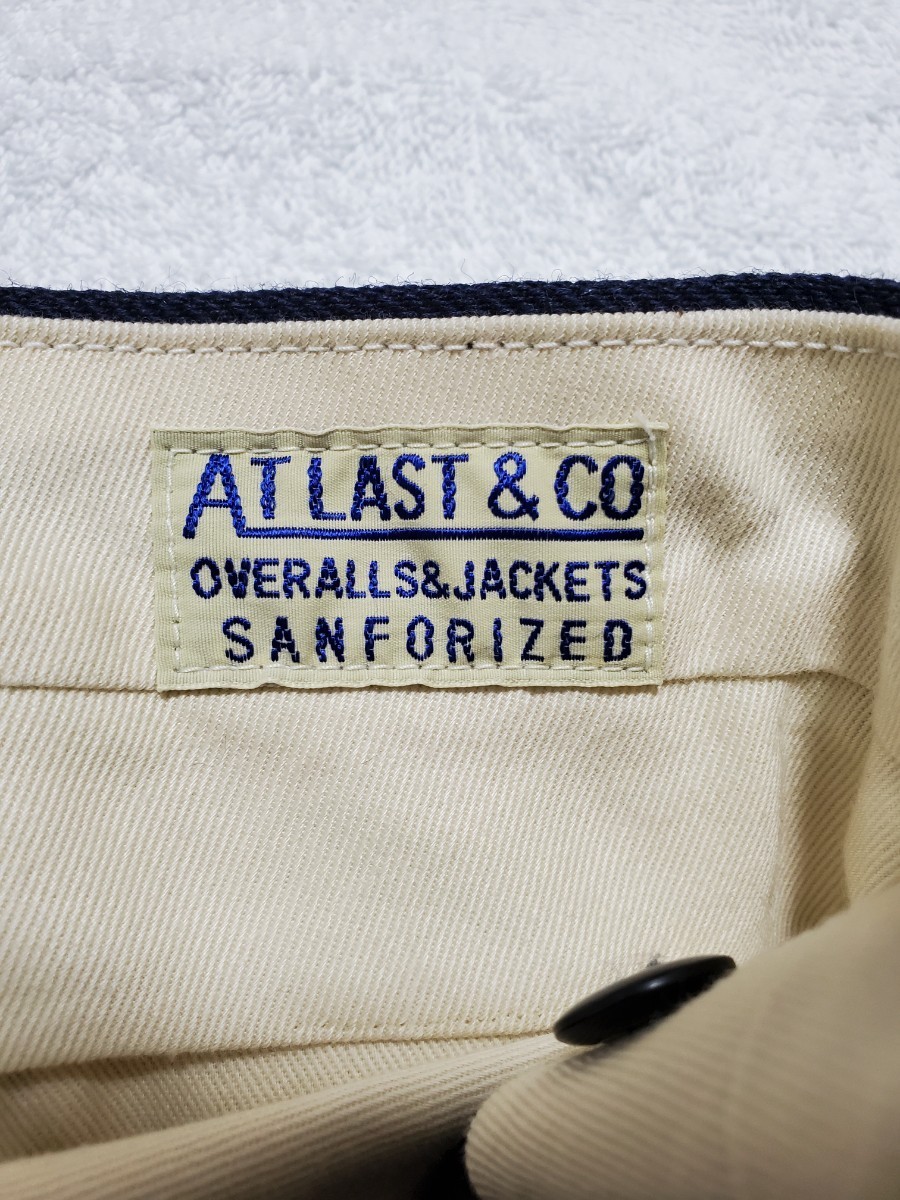 AT LAST & CO
OVERALLS&JACKETS
SANFORIZED